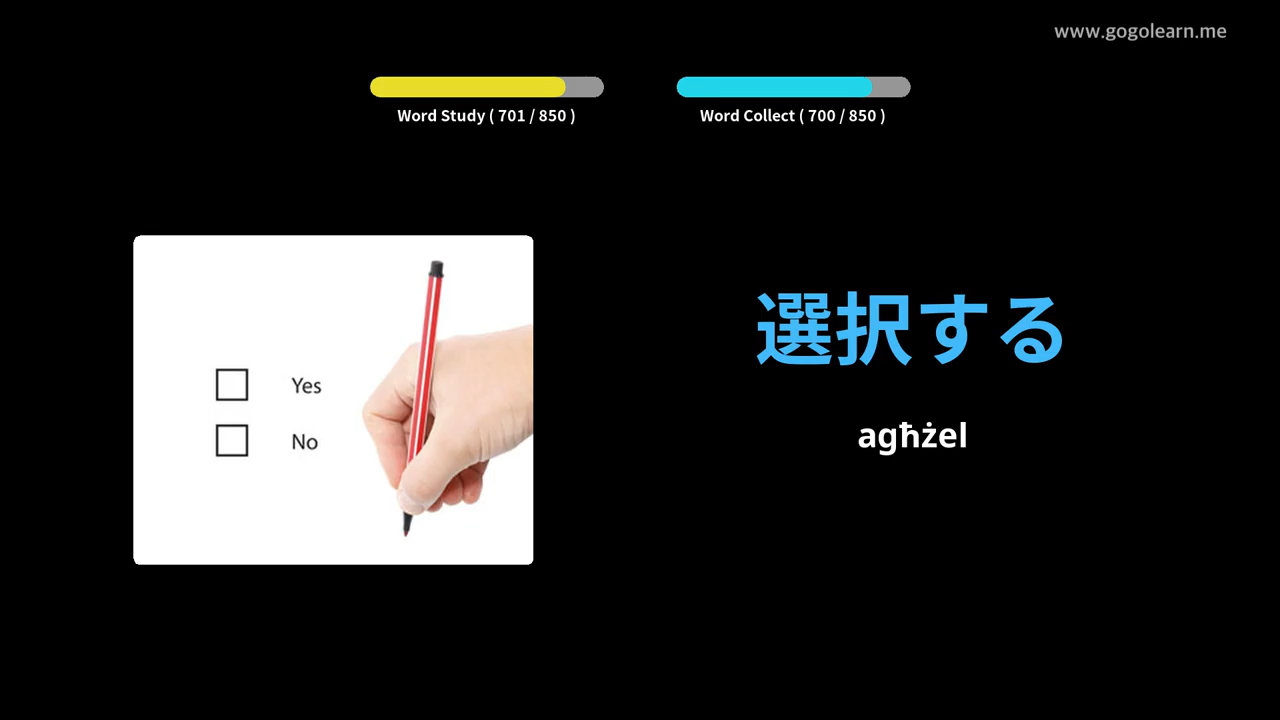 www.gogolearn.me
Word Study ( 701 / 850 )
Word Collect ( 700 / 850 )
Yes
No
選択する
agħżel